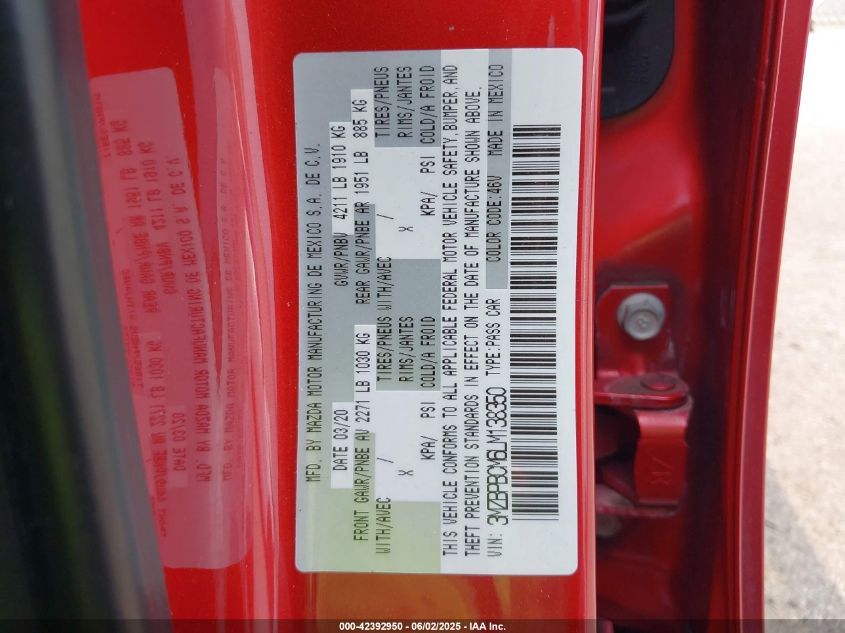 MFD. BY MAZDA MOTOR MANUFACTURING DE MEXICO S.A. DE C.V.
DATE 03/20 GVWR/PNBV 4211 LB 1910 KG
FRONT GAWR/PNBE AV 2271 LB 1030 KG REAR GAWR/PNBE AR 1951 LB 885 KG
WITH/AVEC / TIRES/PNEUS WITH/AVEC / TIRES/PNEUS
X RIMS/JANTES X RIMS/JANTES
KPA/ PSI COLD/A FROID KPA/ PSI COLD/A FROID
THIS VEHICLE CONFORMS TO ALL APPLICABLE FEDERAL MOTOR VEHICLE SAFETY, BUMPER, AND
THEFT PREVENTION STANDARDS IN EFFECT ON THE DATE OF MANUFACTURE SHOWN ABOVE.
VIN: 3MZBPBCM6LM138350 TYPE:PASS CAR COLOR CODE:46V MADE IN MEXICO
000-42392950 - 06/02/2025 - IAA Inc.